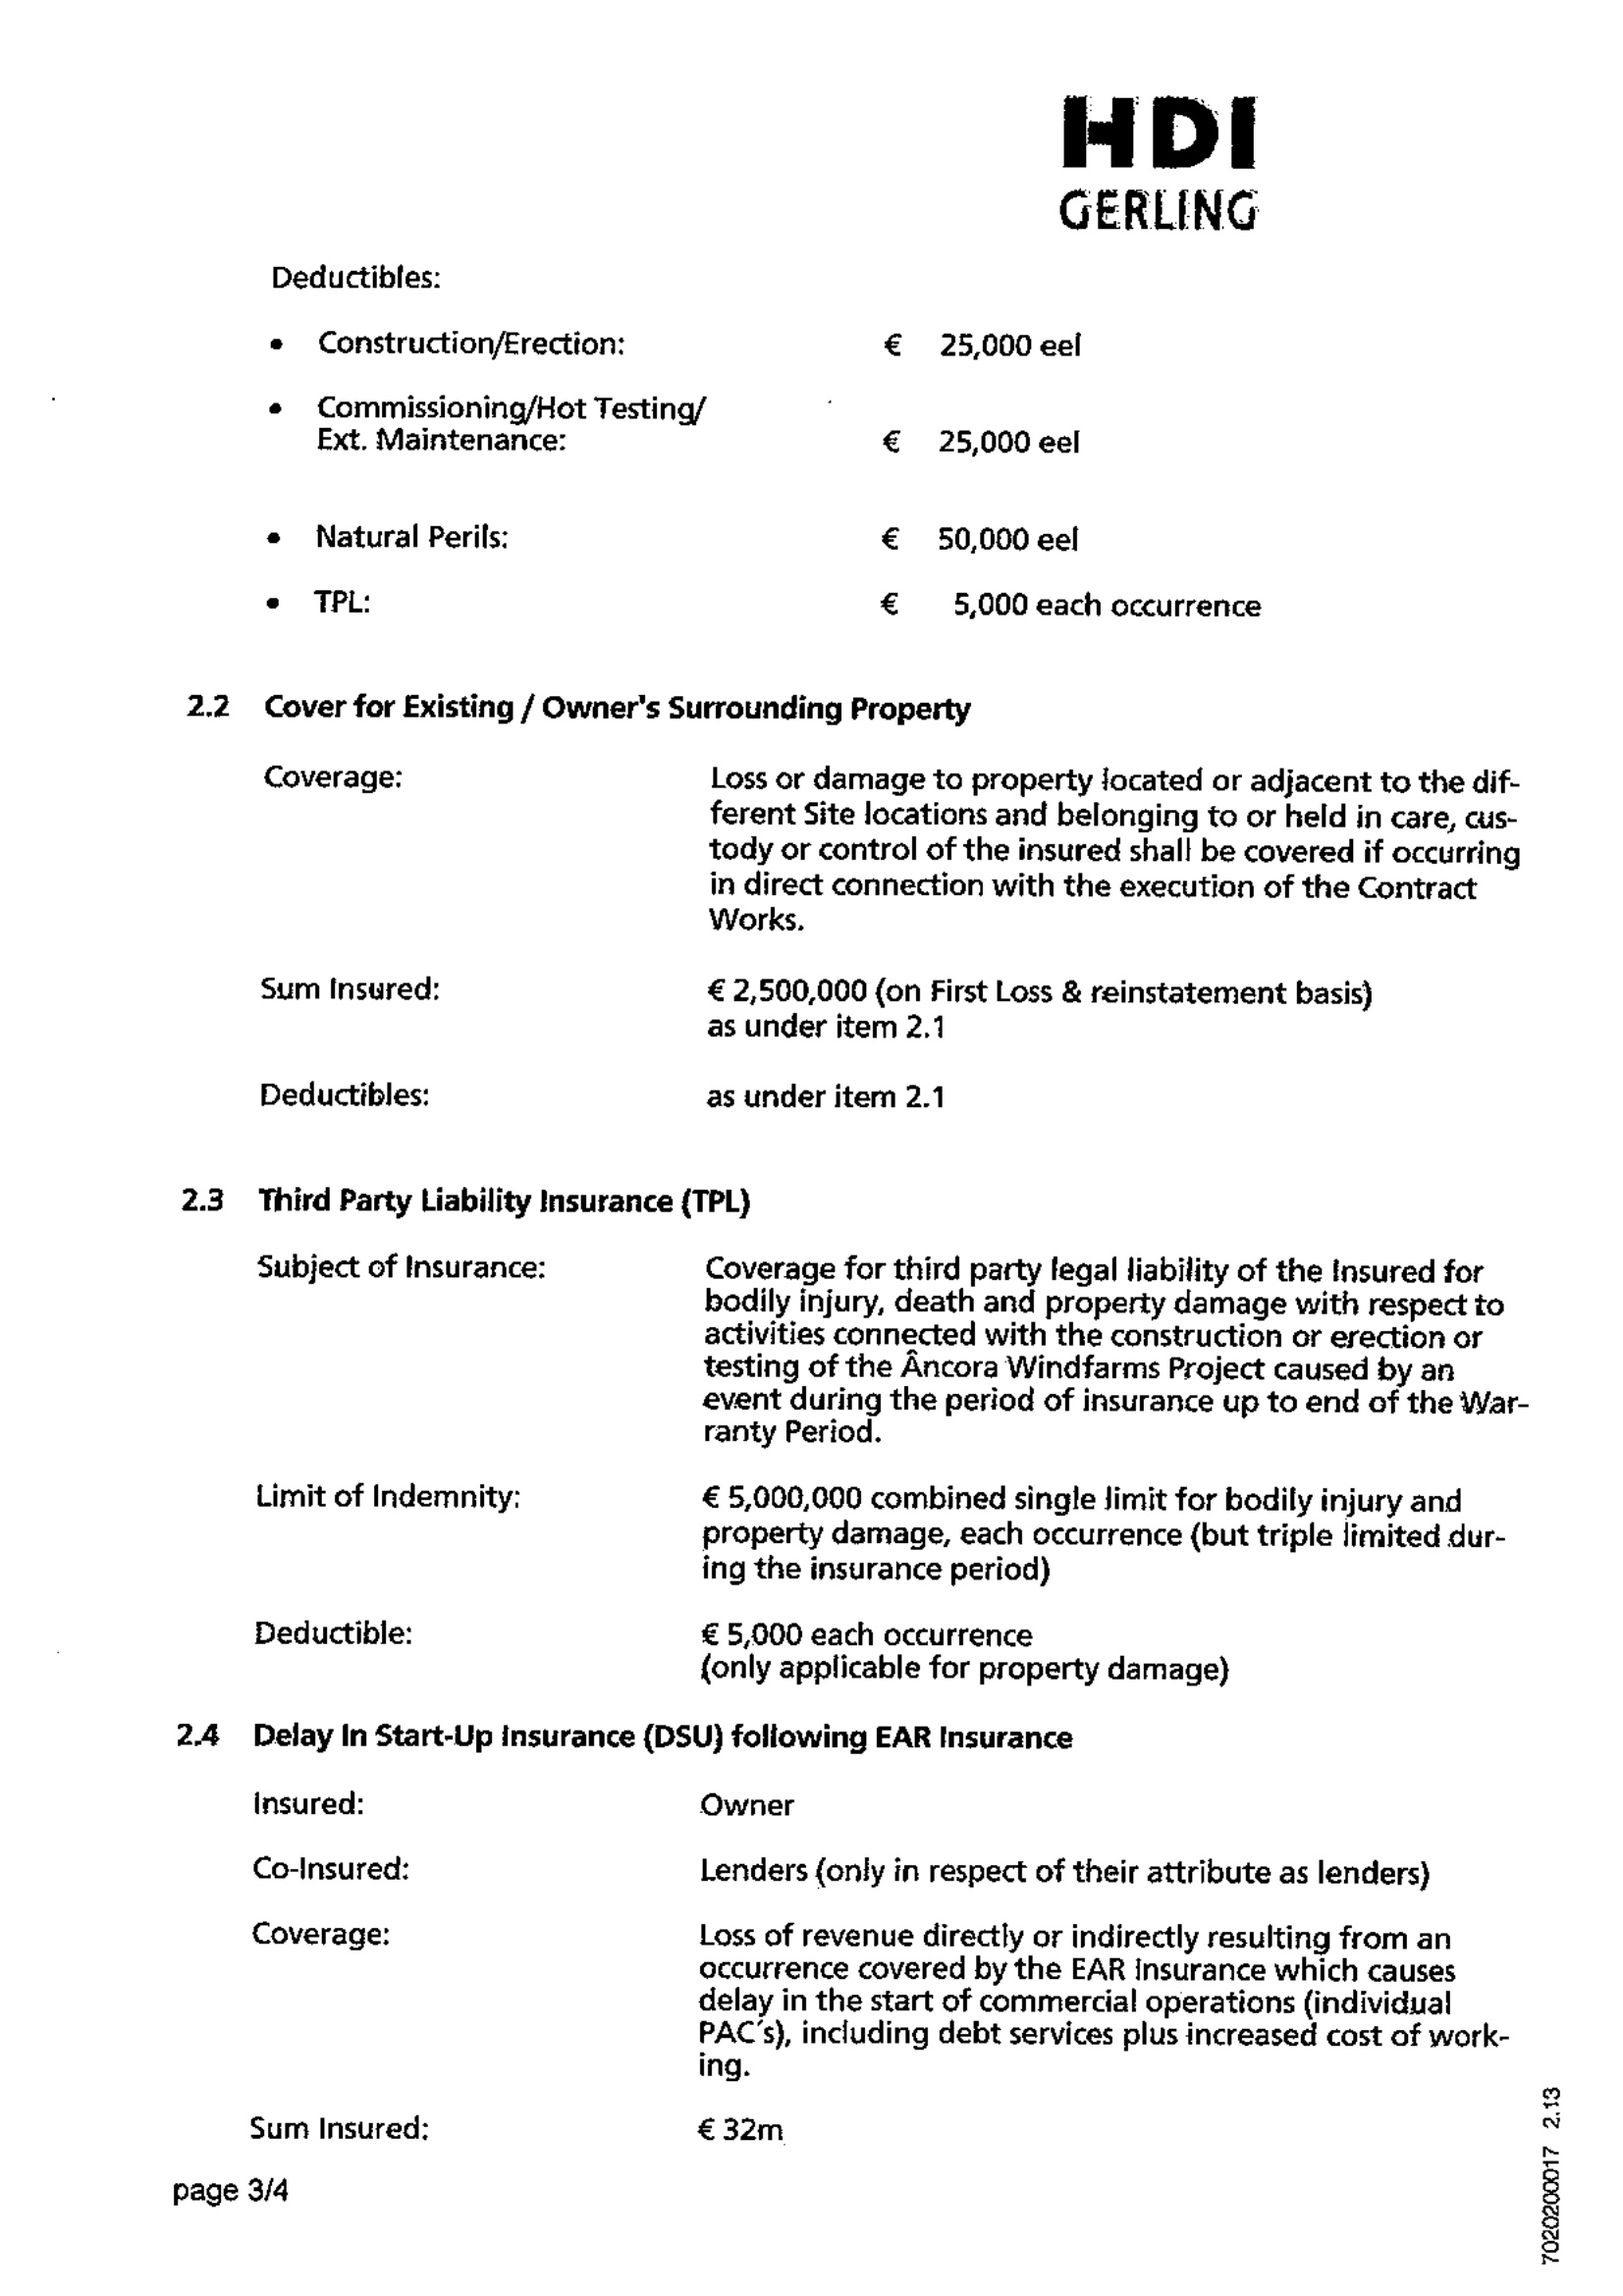 HDI
GERLING
Deductibles:
• Construction/Erection: € 25,000 eel
• Commissioning/Hot Testing/
Ext. Maintenance: € 25,000 eel
• Natural Perils: € 50,000 eel
• TPL: € 5,000 each occurrence
2.2 Cover for Existing / Owner's Surrounding Property
Coverage: Loss or damage to property located or adjacent to the dif-
ferent Site locations and belonging to or held in care, cus-
tody or control of the insured shall be covered if occurring
in direct connection with the execution of the Contract
Works.
Sum Insured: € 2,500,000 (on First Loss & reinstatement basis)
as under item 2.1
Deductibles: as under item 2.1
2.3 Third Party Liability Insurance (TPL)
Subject of Insurance: Coverage for third party legal liability of the Insured for
bodily injury, death and property damage with respect to
activities connected with the construction or erection or
testing of the Âncora Windfarms Project caused by an
event during the period of insurance up to end of the War-
ranty Period.
Limit of Indemnity: € 5,000,000 combined single limit for bodily injury and
property damage, each occurrence (but triple limited dur-
ing the insurance period)
Deductible: € 5,000 each occurrence
(only applicable for property damage)
2.4 Delay In Start-Up Insurance (DSU) following EAR Insurance
Insured: Owner
Co-Insured: Lenders (only in respect of their attribute as lenders)
Coverage: Loss of revenue directly or indirectly resulting from an
occurrence covered by the EAR Insurance which causes
delay in the start of commercial operations (individual
PAC´s), including debt services plus increased cost of work-
ing.
Sum Insured: € 32m
page 3/4
7020200017 2.13